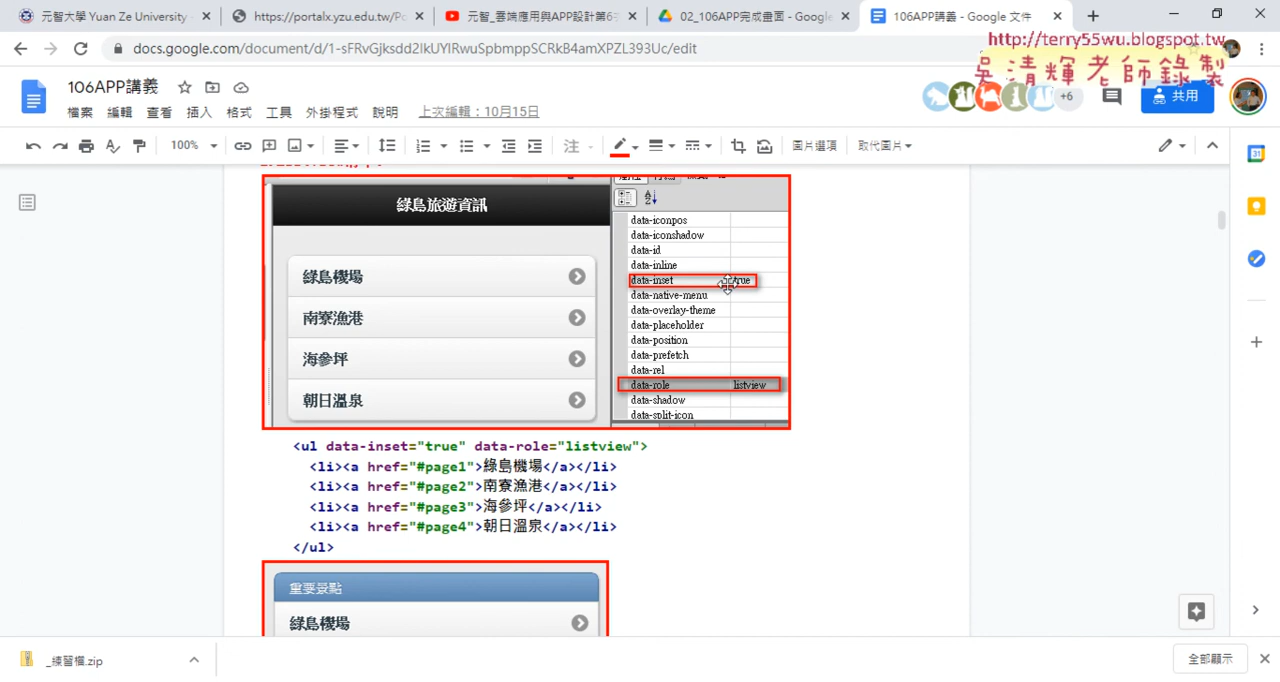 元智大學 Yuan Ze University
https://portalx.yzu.edu.tw/Po
元智_雲端應用與APP設計第6
02_106APP完成畫面 - Google
106APP講義 - Google 文件
docs.google.com/document/d/1-sFRvGjksdd2lkUYlRwuSpbmppSCRkB4amXPZL393Uc/edit
http://terry55wu.blogspot.tw
吳清輝老師錄製
106APP講義
檔案 編輯 查看 插入 格式 工具 外掛程式 說明 上次編輯：10月15日
+6
共用
100%
注
圖片選項
取代圖片
綠島旅遊資訊
綠島機場
南寮漁港
海參坪
朝日溫泉
data-iconpos
data-iconshadow
data-id
data-inline
data-inset true
data-native-menu
data-overlay-theme
data-placeholder
data-position
data-prefetch
data-rel
data-role listview
data-shadow
data-split-icon
<ul data-inset="true" data-role="listview">
<li><a href="#page1">綠島機場</a></li>
<li><a href="#page2">南寮漁港</a></li>
<li><a href="#page3">海參坪</a></li>
<li><a href="#page4">朝日溫泉</a></li>
</ul>
重要景點
綠島機場
_練習檔.zip
全部顯示